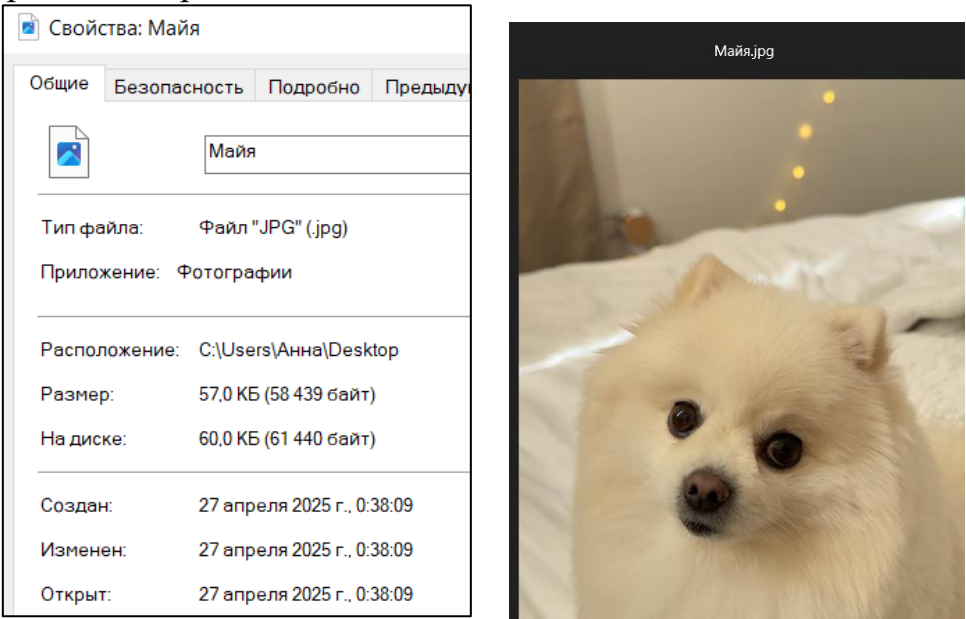 Свойства: Майя
Общие Безопасность Подробно
Майя
Тип файла: Файл "JPG" (.jpg)
Приложение: Фотографии
Расположение: C:\Users\Анна\Desktop
Размер: 57,0 КБ (58 439 байт)
На диске: 60,0 КБ (61 440 байт)
Создан: 27 апреля 2025 г., 0:38:09
Изменен: 27 апреля 2025 г., 0:38:09
Открыт: 27 апреля 2025 г., 0:38:09
Майя.jpg